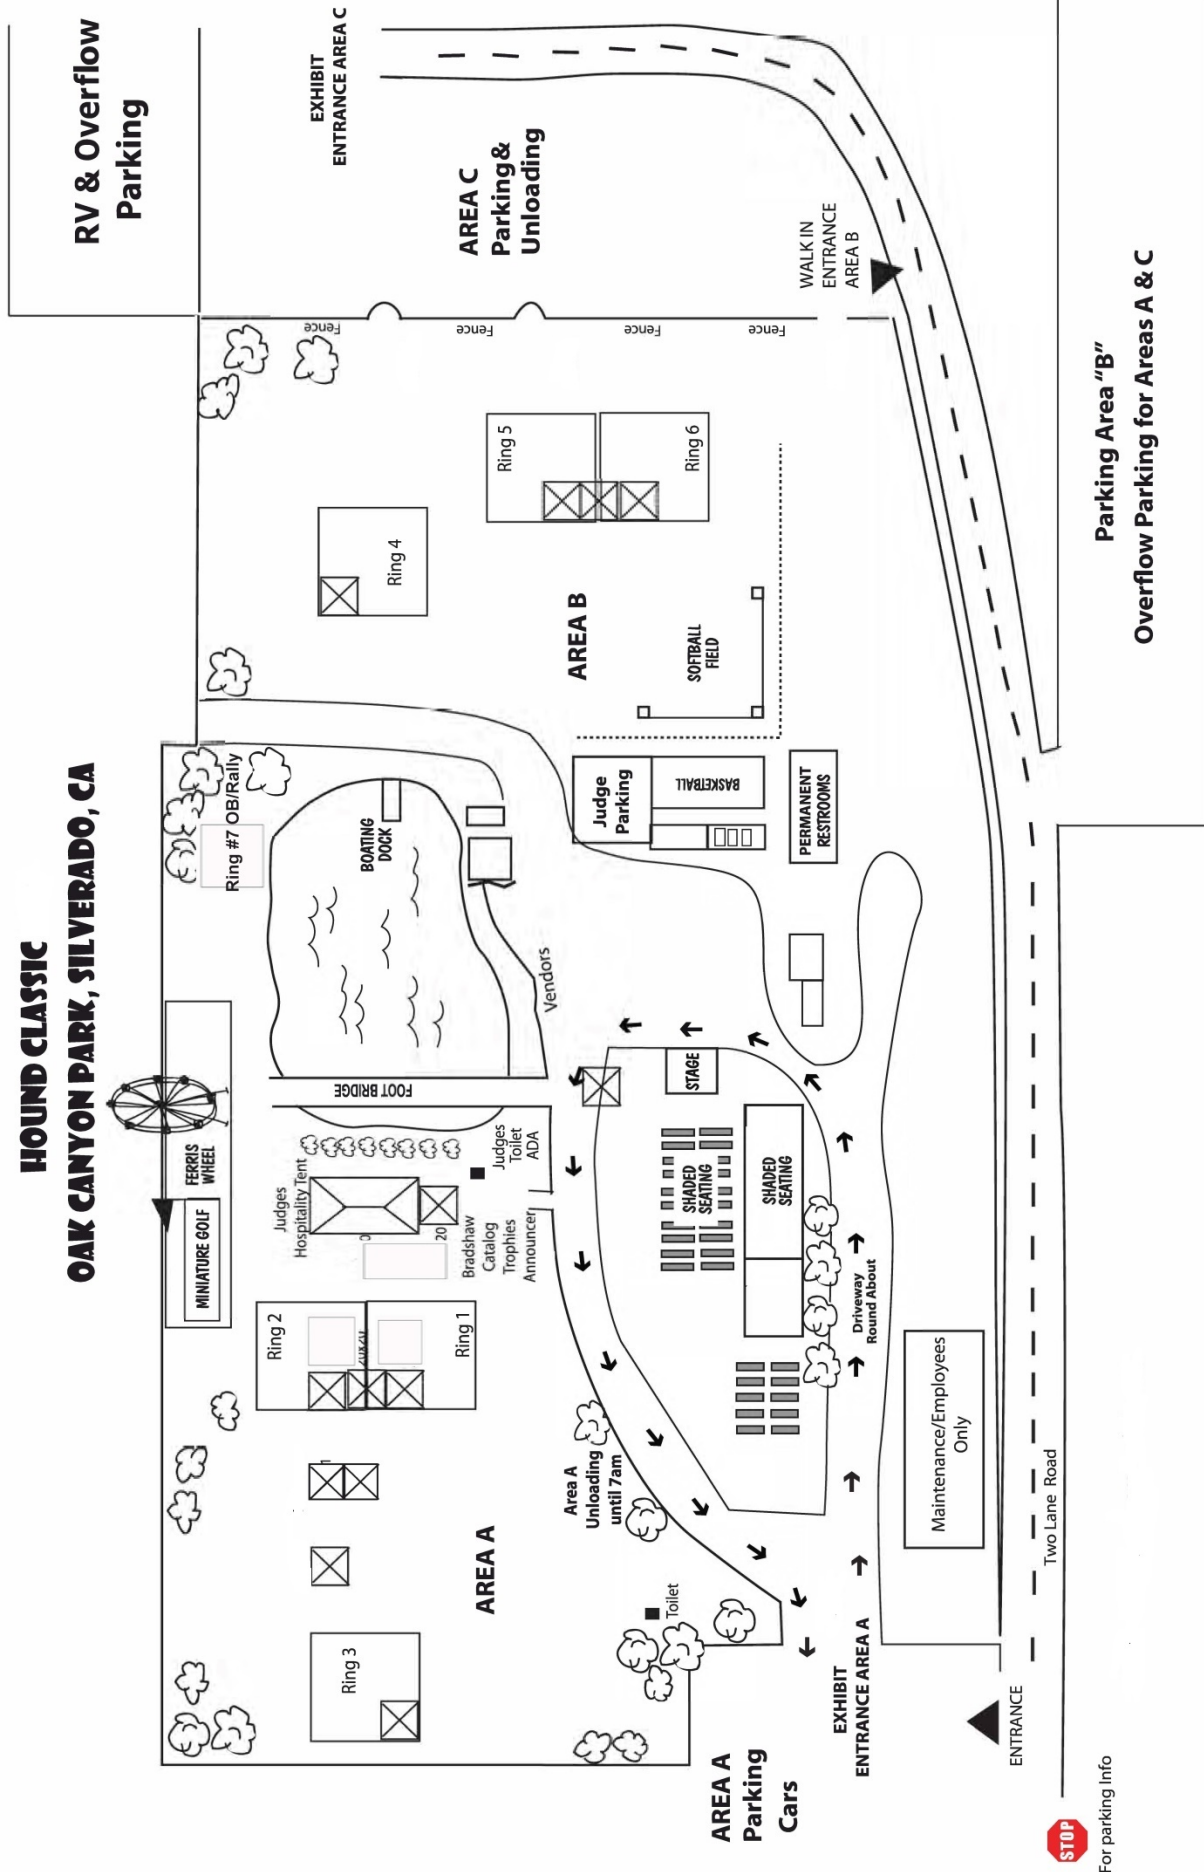 HOUND CLASSIC
OAK CANYON PARK, SILVERADO, CA
RV & Overflow
Parking
EXHIBIT
ENTRANCE AREA C
AREA C
Parking&
Unloading
WALK IN
ENTRANCE
AREA B
Fence
Fence
Fence
Fence
Ring 5
Ring 6
Ring 4
AREA B
SOFTBALL
FIELD
Ring #7 OB/Rally
BOATING
DOCK
Judge
Parking
BASKETBALL
PERMANENT
RESTROOMS
Vendors
FOOT BRIDGE
FERRIS
WHEEL
MINIATURE GOLF
Judges
Hospitality Tent
Judges
Toilet
ADA
20
Bradshaw
Catalog
Trophies
Announcer
STAGE
SHADED
SEATING
SHADED
SEATING
Driveway
Round About
Ring 2
Ring 1
20x20
Area A
Unloading
until 7am
AREA A
Ring 3
Toilet
Maintenance/Employees
Only
EXHIBIT
ENTRANCE AREA A
AREA A
Parking
Cars
ENTRANCE
Two Lane Road
Parking Area "B"
Overflow Parking for Areas A & C
STOP
For parking Info